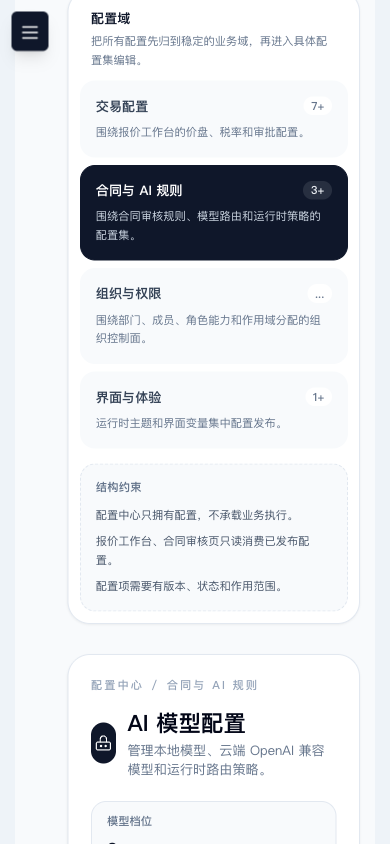 配置域
把所有配置先归到稳定的业务域，再进入具体配
置集编辑。
交易配置
7+
围绕报价工作台的价盘、税率和审批配置。
合同与 AI 规则
3+
围绕合同审核规则、模型路由和运行时策略的
配置集。
组织与权限
...
围绕部门、成员、角色能力和作用域分配的组
织控制面。
界面与体验
1+
运行时主题和界面变量集中配置发布。
结构约束
配置中心只拥有配置，不承载业务执行。
报价工作台、合同审核页只读消费已发布配
置。
配置项需要有版本、状态和作用范围。
配置中心 / 合同与 AI 规则
AI 模型配置
管理本地模型、云端 OpenAI 兼容
模型和运行时路由策略。
模型档位